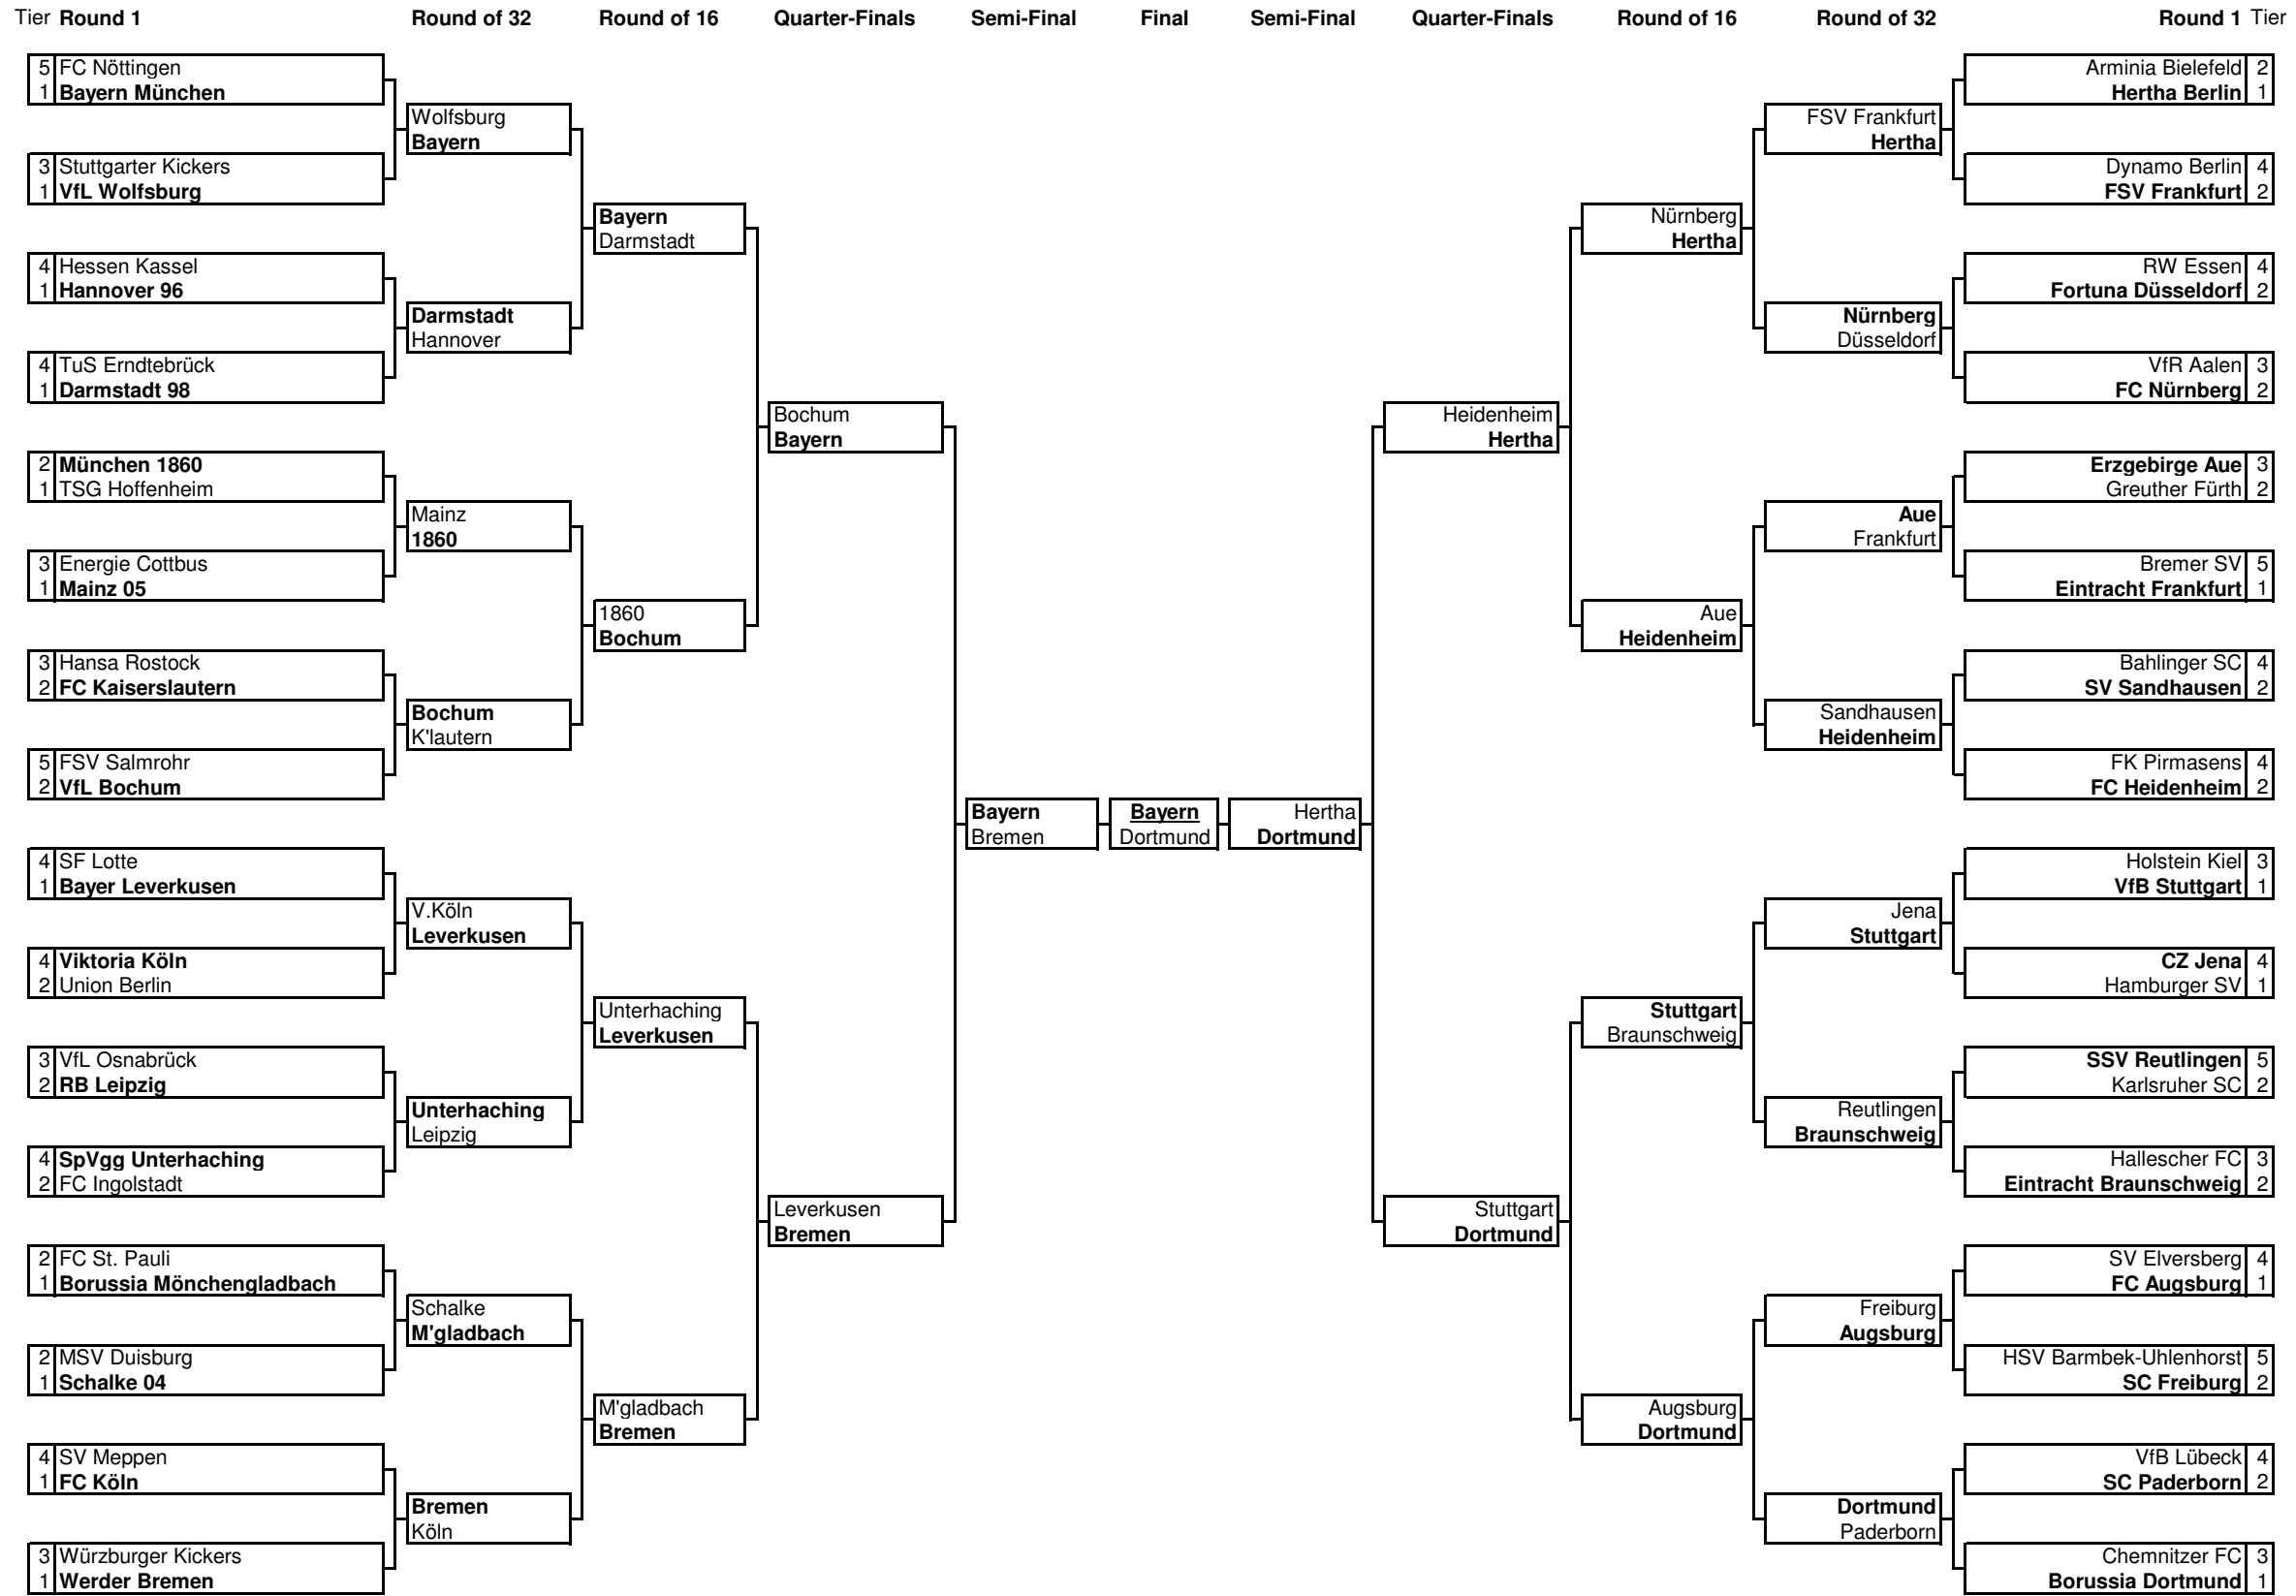 Tier Round 1 Round of 32 Round of 16 Quarter-Finals Semi-Final Final Semi-Final Quarter-Finals Round of 16 Round of 32 Round 1 Tier
5 FC Nöttingen
1 Bayern München
3 Stuttgarter Kickers
1 VfL Wolfsburg
4 Hessen Kassel
1 Hannover 96
4 TuS Erndtebrück
1 Darmstadt 98
2 München 1860
1 TSG Hoffenheim
3 Energie Cottbus
1 Mainz 05
3 Hansa Rostock
2 FC Kaiserslautern
5 FSV Salmrohr
2 VfL Bochum
4 SF Lotte
1 Bayer Leverkusen
4 Viktoria Köln
2 Union Berlin
3 VfL Osnabrück
2 RB Leipzig
4 SpVgg Unterhaching
2 FC Ingolstadt
2 FC St. Pauli
1 Borussia Mönchengladbach
2 MSV Duisburg
1 Schalke 04
4 SV Meppen
1 FC Köln
3 Würzburger Kickers
1 Werder Bremen
Wolfsburg
Bayern
Darmstadt
Hannover
Mainz
1860
Bochum
K'lautern
V.Köln
Leverkusen
Unterhaching
Leipzig
Schalke
M'gladbach
Bremen
Köln
Bayern
Darmstadt
1860
Bochum
Unterhaching
Leverkusen
M'gladbach
Bremen
Bochum
Bayern
Leverkusen
Bremen
Bayern
Bremen
Bayern
Dortmund
Hertha
Dortmund
Heidenheim
Hertha
Stuttgart
Dortmund
Nürnberg
Hertha
Aue
Heidenheim
Stuttgart
Braunschweig
Augsburg
Dortmund
FSV Frankfurt
Hertha
Nürnberg
Düsseldorf
Aue
Frankfurt
Sandhausen
Heidenheim
Jena
Stuttgart
Reutlingen
Braunschweig
Freiburg
Augsburg
Dortmund
Paderborn
Arminia Bielefeld 2
Hertha Berlin 1
Dynamo Berlin 4
FSV Frankfurt 2
RW Essen 4
Fortuna Düsseldorf 2
VfR Aalen 3
FC Nürnberg 2
Erzgebirge Aue 3
Greuther Fürth 2
Bremer SV 5
Eintracht Frankfurt 1
Bahlinger SC 4
SV Sandhausen 2
FK Pirmasens 4
FC Heidenheim 2
Holstein Kiel 3
VfB Stuttgart 1
CZ Jena 4
Hamburger SV 1
SSV Reutlingen 5
Karlsruher SC 2
Hallescher FC 3
Eintracht Braunschweig 2
SV Elversberg 4
FC Augsburg 1
HSV Barmbek-Uhlenhorst 5
SC Freiburg 2
VfB Lübeck 4
SC Paderborn 2
Chemnitzer FC 3
Borussia Dortmund 1